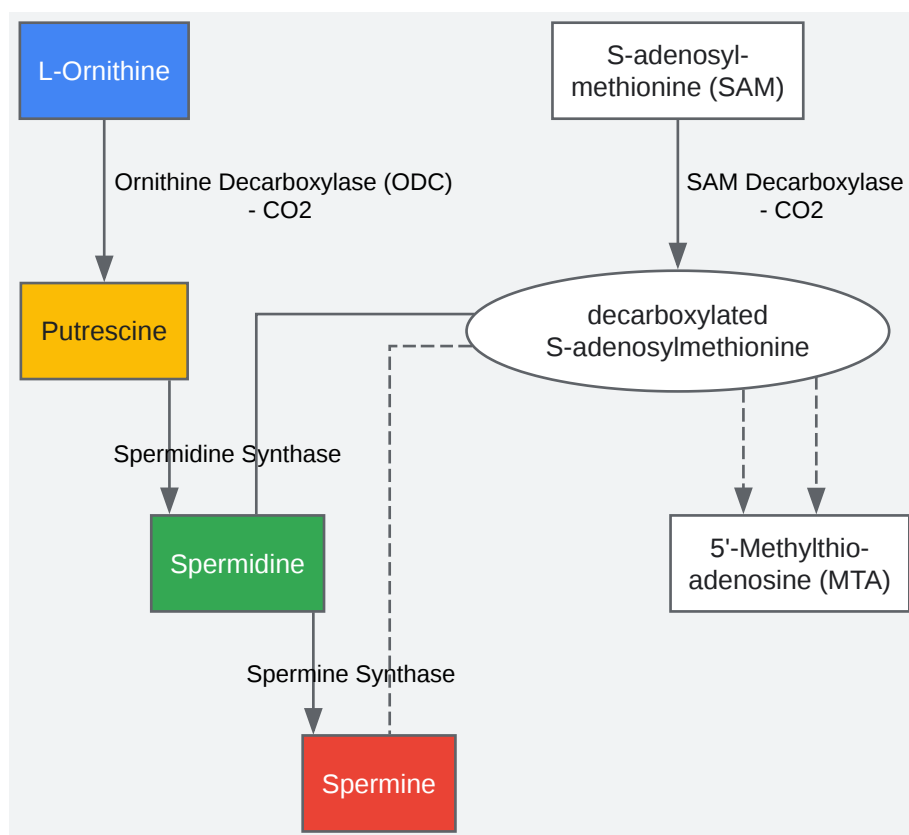 L-Ornithine
S-adenosyl-
methionine (SAM)
Ornithine Decarboxylase (ODC)
- CO2
SAM Decarboxylase
- CO2
Putrescine
decarboxylated
S-adenosylmethionine
Spermidine Synthase
Spermidine
5'-Methylthio-
adenosine (MTA)
Spermine Synthase
Spermine